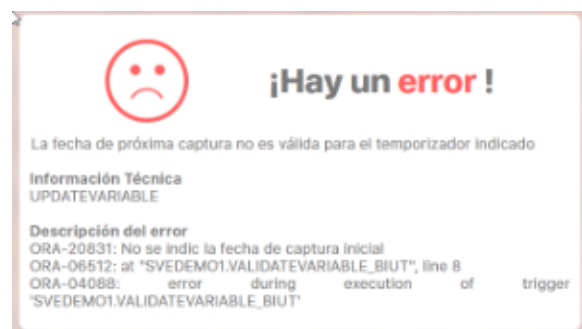 ¡Hay un error !
La fecha de próxima captura no es válida para el temporizador indicado
Información Técnica
UPDATEVARIABLE
Descripción del error
ORA-20831: No se indic la fecha de captura inicial
ORA-06512: at "SVEDEMO1.VALIDATEVARIABLE_BIUT", line 8
ORA-04088: error during execution of trigger
'SVEDEMO1.VALIDATEVARIABLE_BIUT'